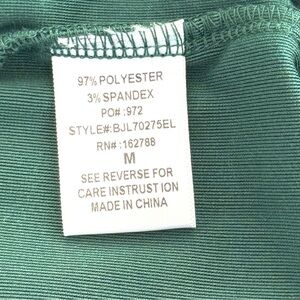 97% POLYESTER
3% SPANDEX
PO#:972
STYLE#:BJL70275EL
RN#:162788
M
SEE REVERSE FOR
CARE INSTRUSTION
MADE IN CHINA